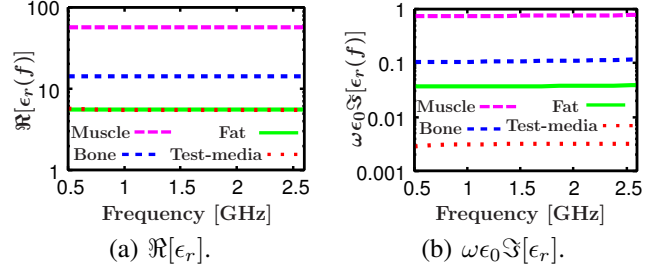 ℜ[ϵr(f)]
100
10
1
Muscle
Fat
Bone
Test-media
0.5 1 1.5 2 2.5
Frequency [GHz]
(a) ℜ[ϵr].
ωϵ0ℑ[ϵr(f)]
1
0.1
0.01
0.001
Muscle
Fat
Bone
Test-media
0.5 1 1.5 2 2.5
Frequency [GHz]
(b) ωϵ0ℑ[ϵr].